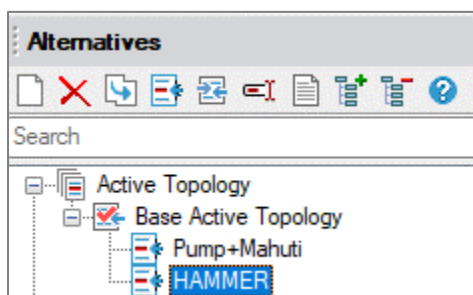 Alternatives
Search
Active Topology
Base Active Topology
Pump+Mahuti
HAMMER